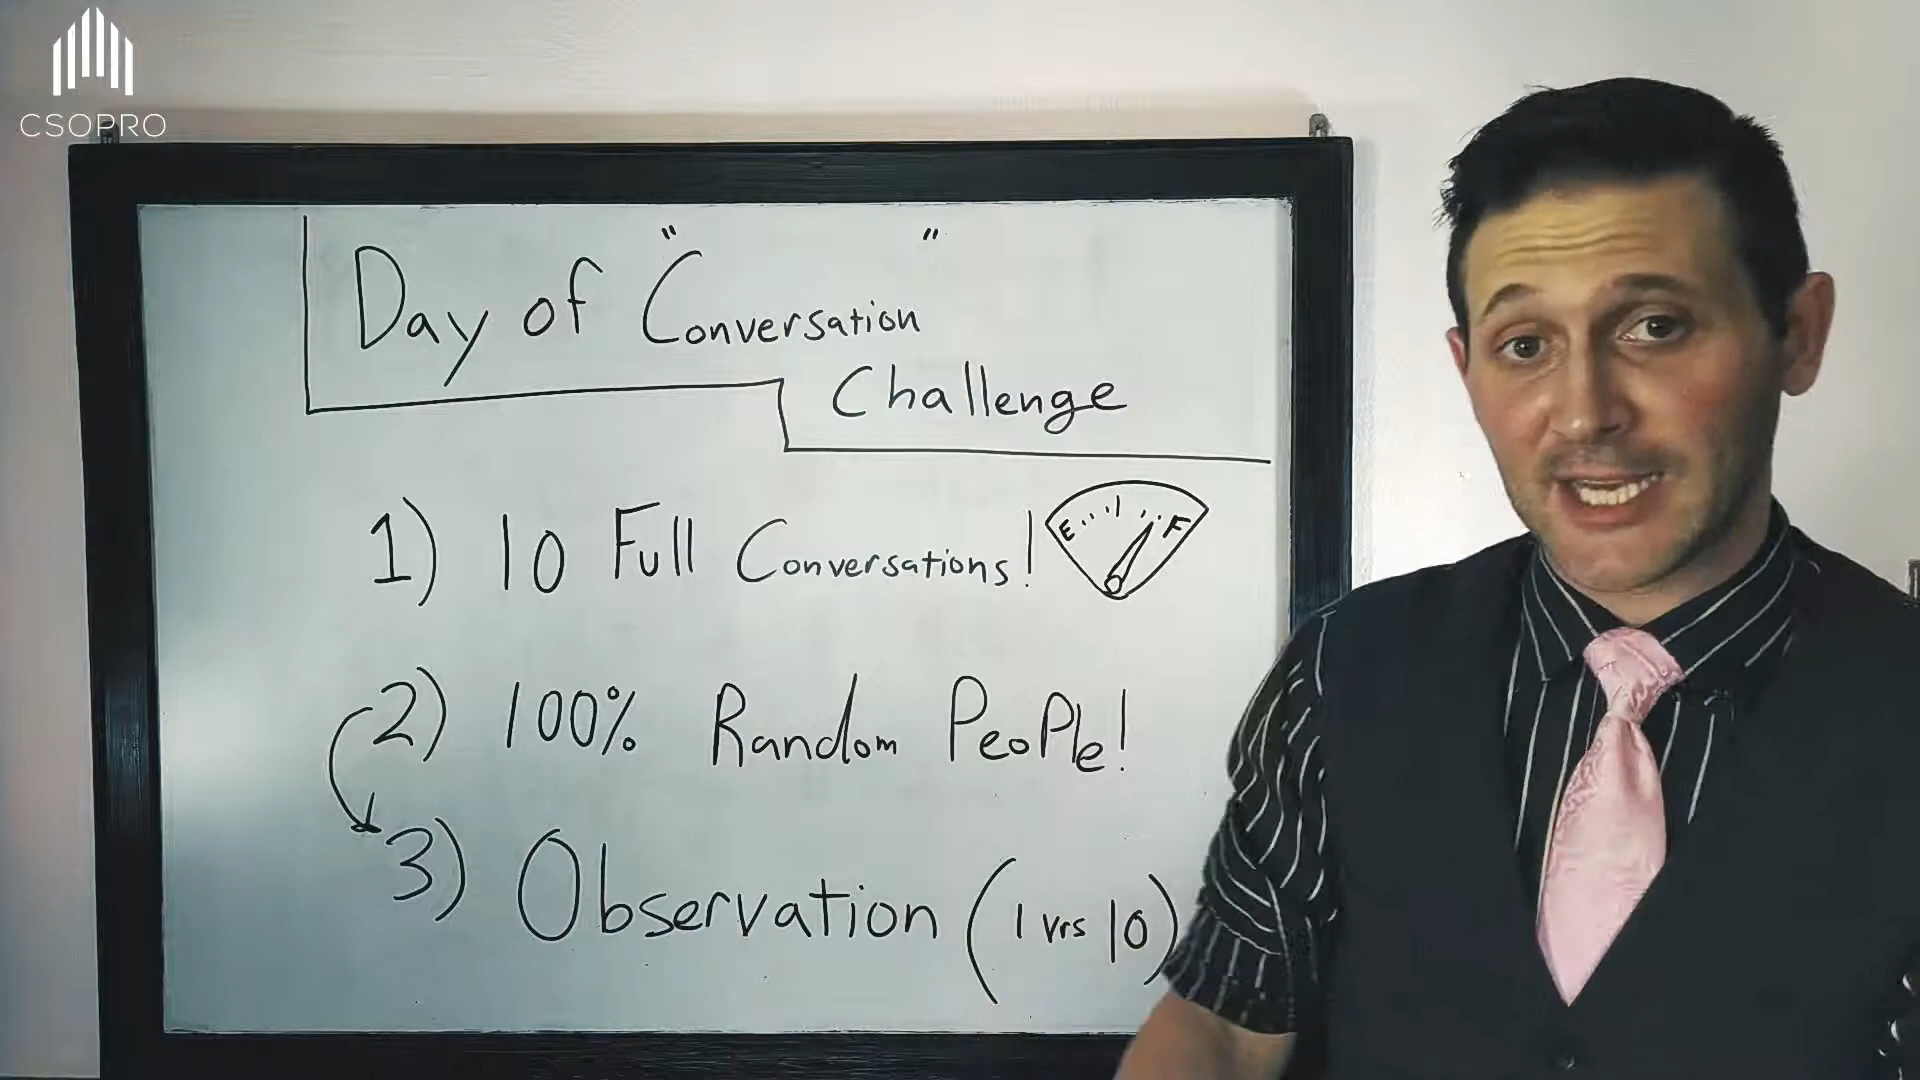 CSOPRO
Day of "Conversation"
Challenge
1) 10 Full Conversations!
E F
2) 100% Random PeoPle!
3) Observation (1 vrs 10)